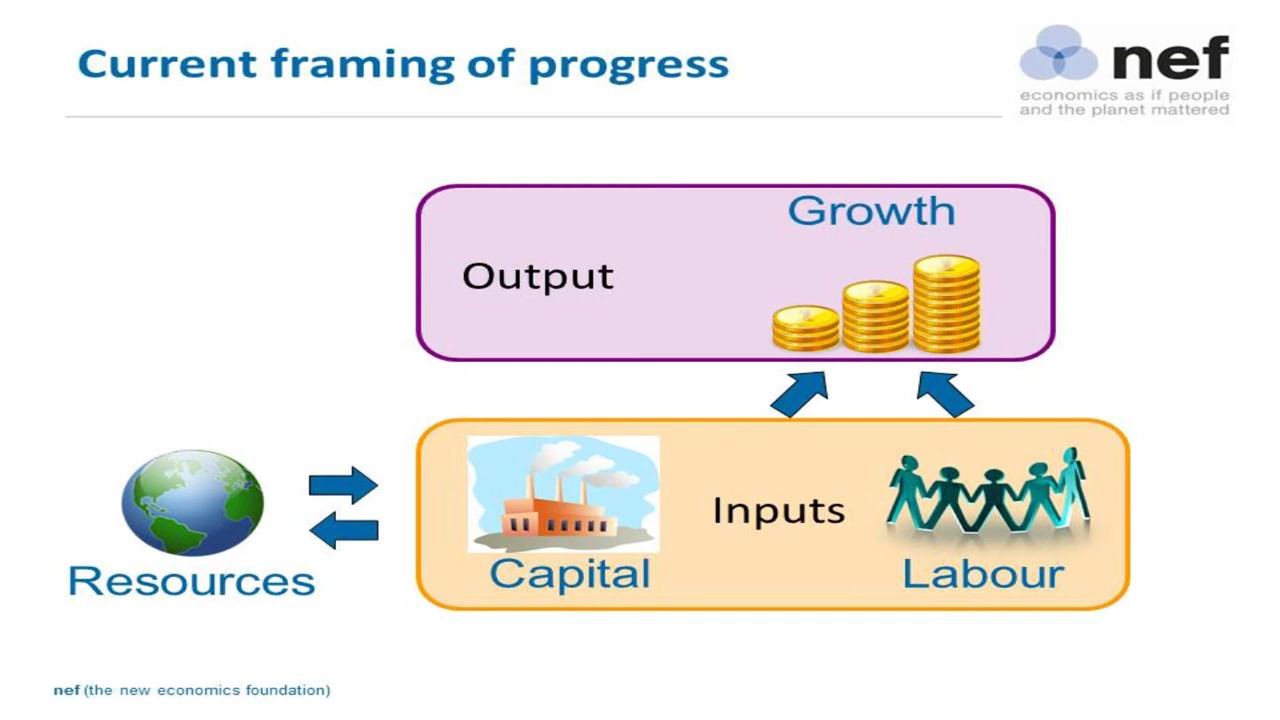 Current framing of progress
nef
economics as if people
and the planet mattered
Growth
Output
Inputs
Capital
Labour
Resources
nef (the new economics foundation)